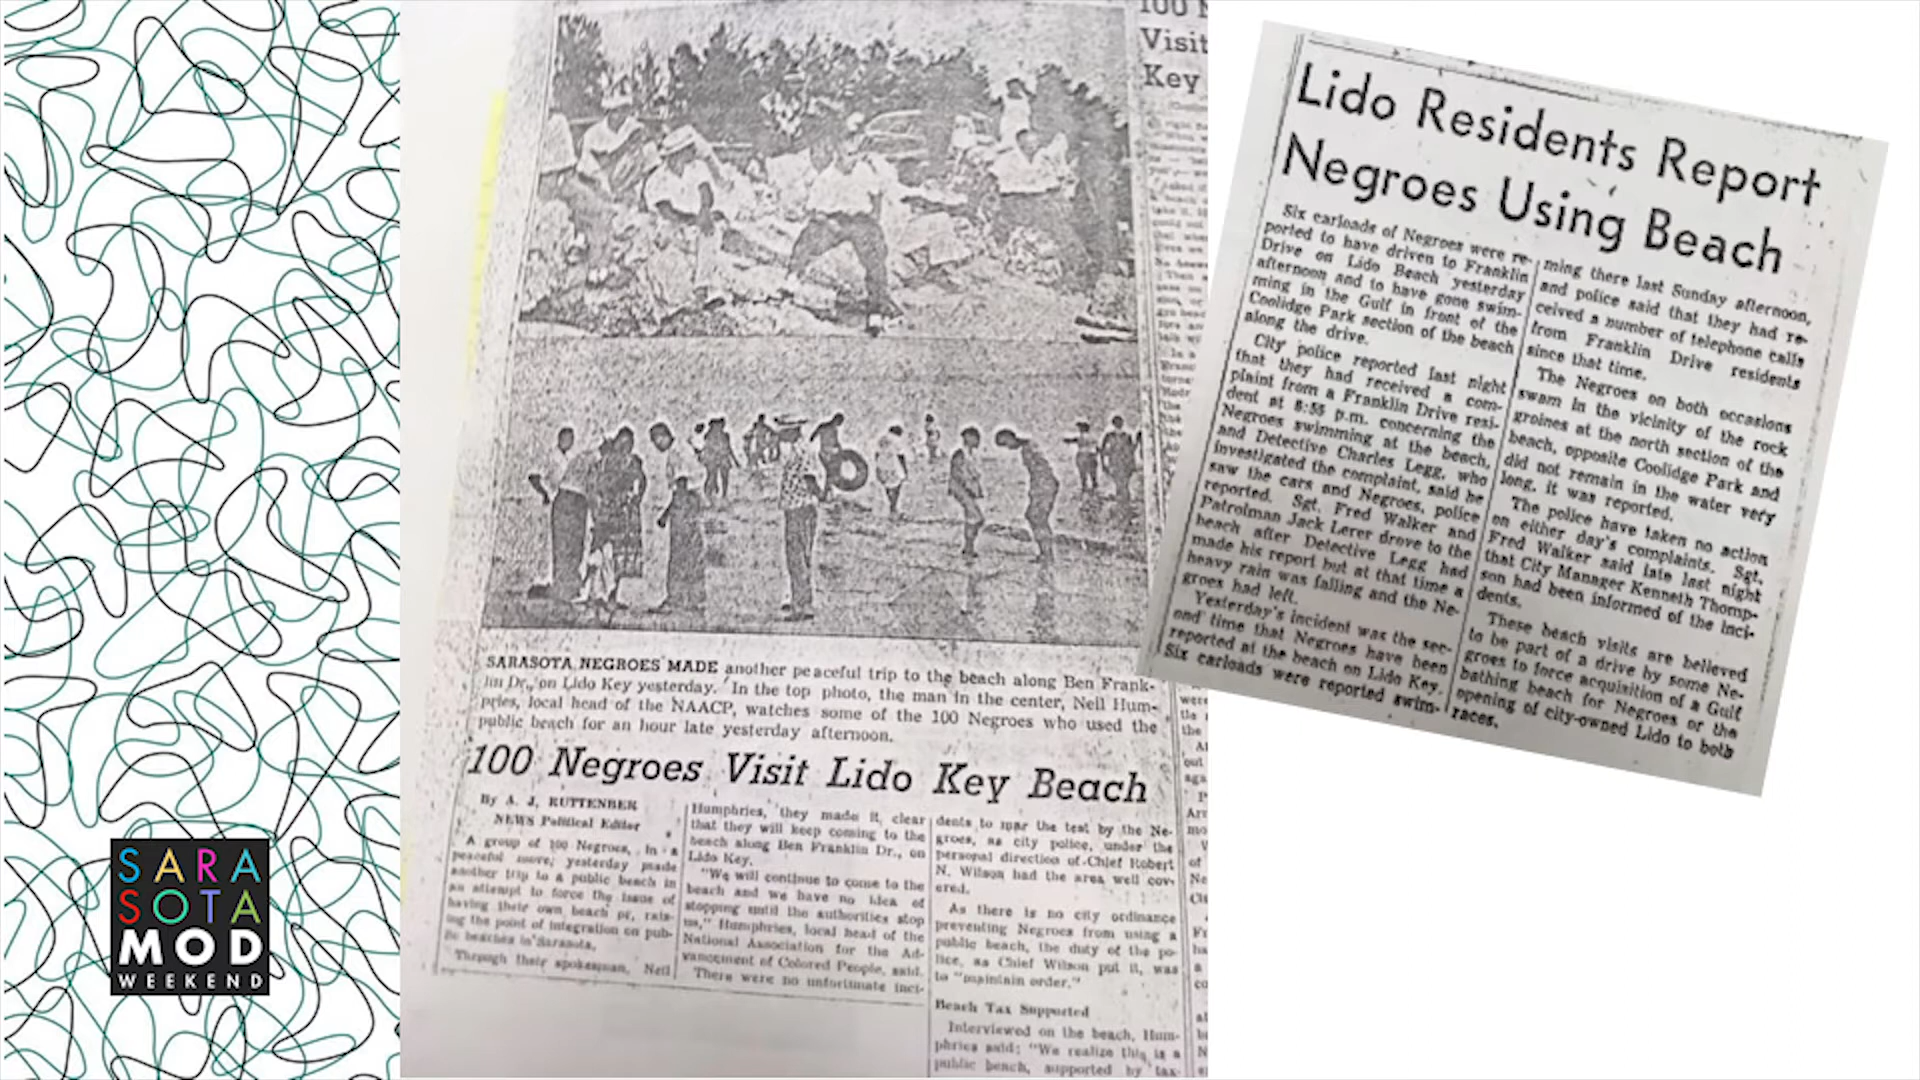 SARA
SOTA
MOD
WEEKEND
100 N
Visit
Key
SARASOTA NEGROES MADE another peaceful trip to the beach along Ben Frank-
lin Dr., on Lido Key yesterday. In the top photo, the man in the center, Neil Hum-
phries, local head of the NAACP, watches some of the 100 Negroes who used the
public beach for an hour late yesterday afternoon.
100 Negroes Visit Lido Key Beach
By A. J. RUTTENBER
NEWS Political Editor
A group of 100 Negroes, in a
peaceful move, yesterday made
another trip to a public beach in
an attempt to force the issue of
having their own beach or, rais-
ing the point of integration on pub-
lic beaches in Sarasota.
Through their spokesman, Neil
Humphries, they made it clear
that they will keep coming to the
beach along Ben Franklin Dr., on
Lido Key.
"We will continue to come to the
beach and we have no idea of
stopping until the authorities stop
us," Humphries, local head of the
National Association for the Ad-
vancement of Colored People, said.
There were no unfortunate inci-
dents to mar the test by the Ne-
groes, as city police, under the
personal direction of Chief Robert
N. Wilson had the area well cov-
ered.
As there is no city ordinance
preventing Negroes from using a
public beach, the duty of the po-
lice, as Chief Wilson put it, was
to "maintain order."
Beach Tax Supported
Interviewed on the beach, Hum-
phries said: "We realize this is a
public beach, supported by tax-
Lido Residents Report
Negroes Using Beach
Six carloads of Negroes were re-
ported to have driven to Franklin
Drive on Lido Beach yesterday
afternoon and to have gone swim-
ming in the Gulf in front of the
Coolidge Park section of the beach
along the drive.
City police reported last night
that they had received a com-
plaint from a Franklin Drive resi-
dent at 5:55 p.m. concerning the
Negroes swimming at the beach,
and Detective Charles Legg, who
investigated the complaint, said he
saw the cars and Negroes, police
reported. Sgt. Fred Walker and
Patrolman Jack Lerer drove to the
beach after Detective Legg had
made his report but at that time a
heavy rain was falling and the Ne-
groes had left.
Yesterday's incident was the sec-
ond time that Negroes have been
reported at the beach on Lido Key.
Six carloads were reported swim-
ming there last Sunday afternoon,
and police said that they had re-
ceived a number of telephone calls
from Franklin Drive residents
since that time.
The Negroes on both occasions
swam in the vicinity of the rock
groines at the north section of the
beach, opposite Coolidge Park and
did not remain in the water very
long, it was reported.
The police have taken no action
on either day's complaints. Sgt.
Fred Walker said late last night
that City Manager Kenneth Thomp-
son had been informed of the inci-
dents.
These beach visits are believed
to be part of a drive by some Ne-
groes to force acquisition of a Gulf
bathing beach for Negroes or the
opening of city-owned Lido to both
races.